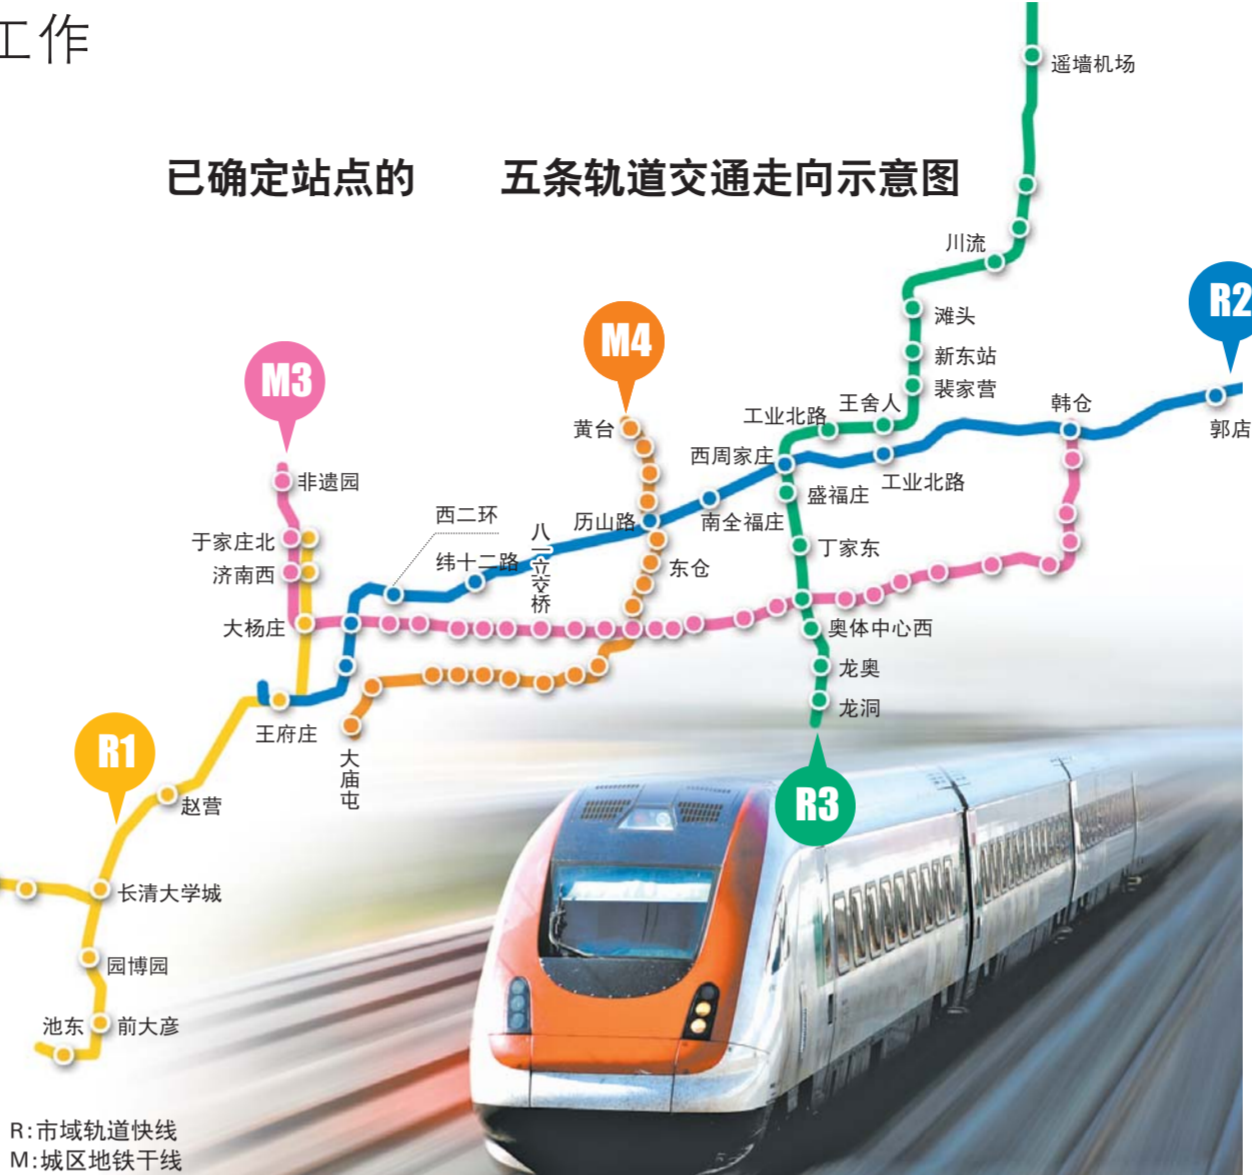 工作
已确定站点的 五条轨道交通走向示意图
遥墙机场
川流
滩头
新东站
裴家营
王舍人
工业北路
韩仓
郭店
R2
M4
M3
黄台
西周家庄
工业北路
盛福庄
南全福庄
历山路
丁家东
东仓
八一立交桥
西二环
纬十二路
非遗园
于家庄北
济南西
大杨庄
奥体中心西
龙奥
龙洞
王府庄
大庙屯
R1
R3
赵营
长清大学城
园博园
池东
前大彦
R:市域轨道快线
M:城区地铁干线